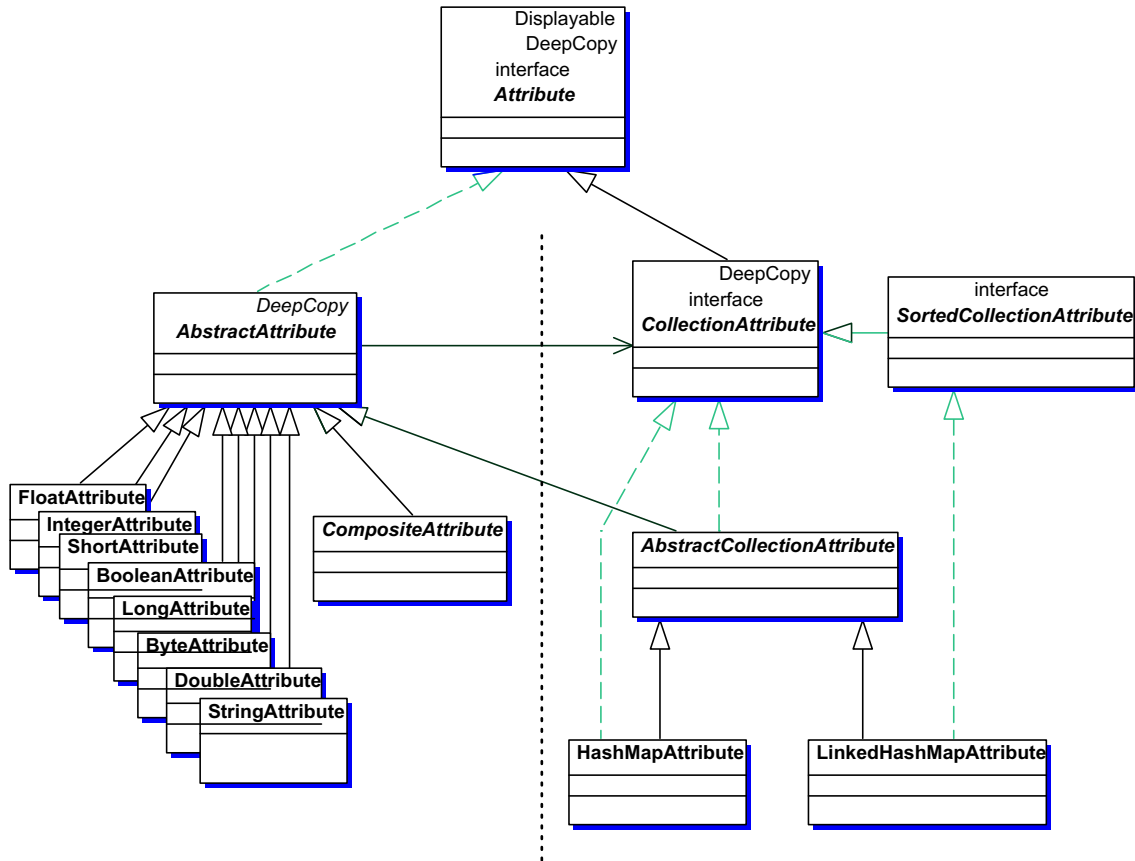 Displayable
DeepCopy
interface
Attribute
DeepCopy
AbstractAttribute
DeepCopy
interface
CollectionAttribute
interface
SortedCollectionAttribute
FloatAttribute
IntegerAttribute
ShortAttribute
BooleanAttribute
LongAttribute
ByteAttribute
DoubleAttribute
StringAttribute
CompositeAttribute
AbstractCollectionAttribute
HashMapAttribute
LinkedHashMapAttribute